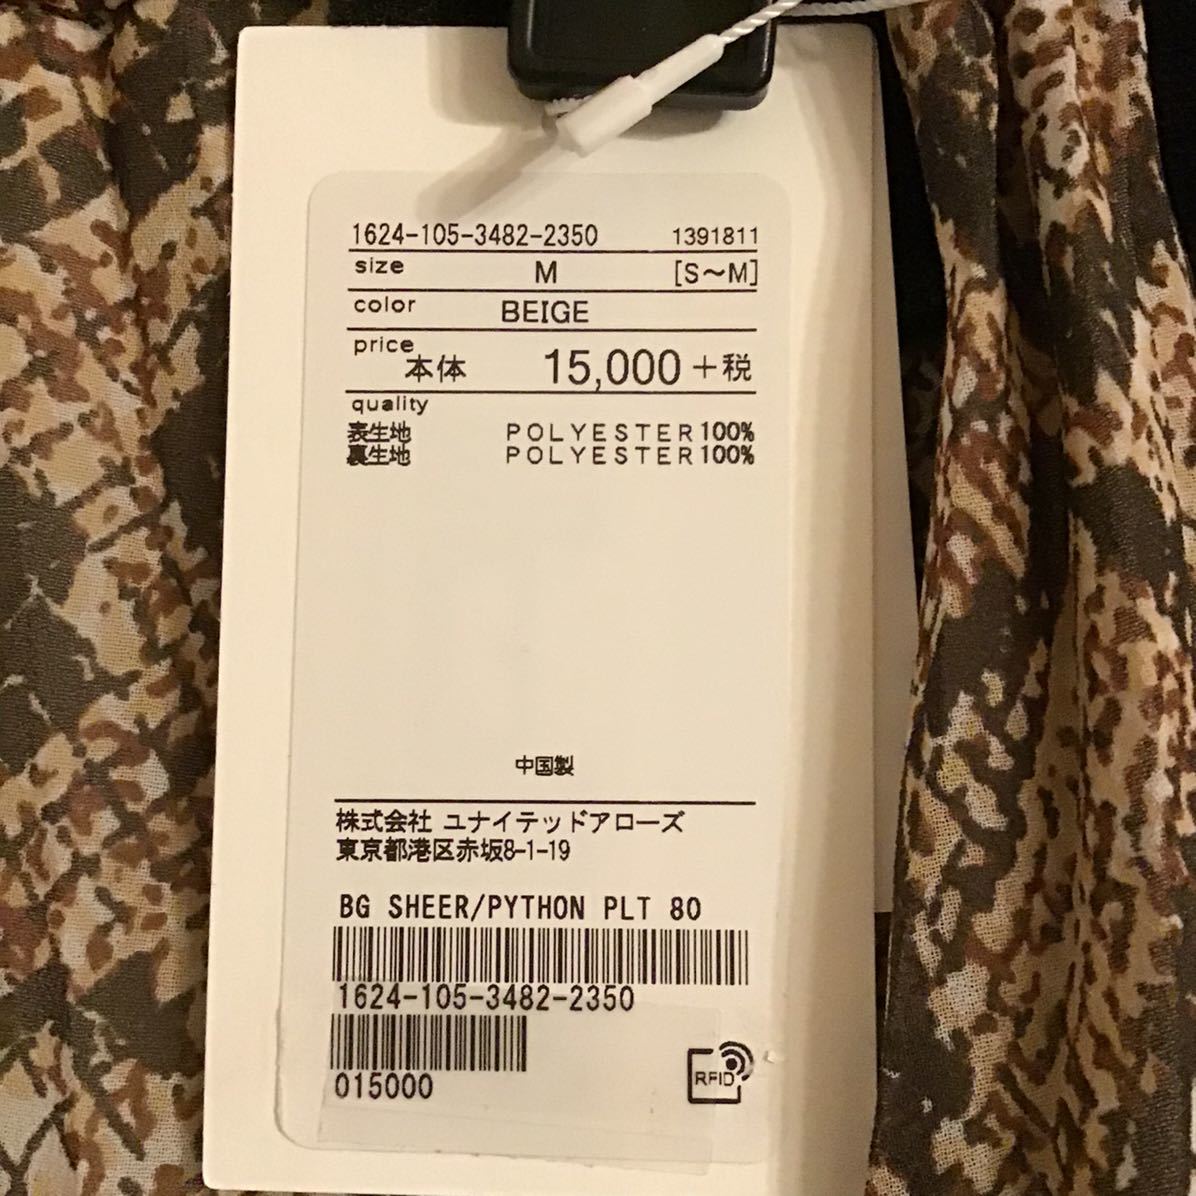 1624-105-3482-2350 1391811
size M [S～M]
color BEIGE
price 本体 15,000 +税
quality
表生地 POLYESTER100%
裏生地 POLYESTER100%
中国製
株式会社 ユナイテッドアローズ
東京都港区赤坂8-1-19
BG SHEER/PYTHON PLT 80
1624-105-3482-2350
015000
RFID